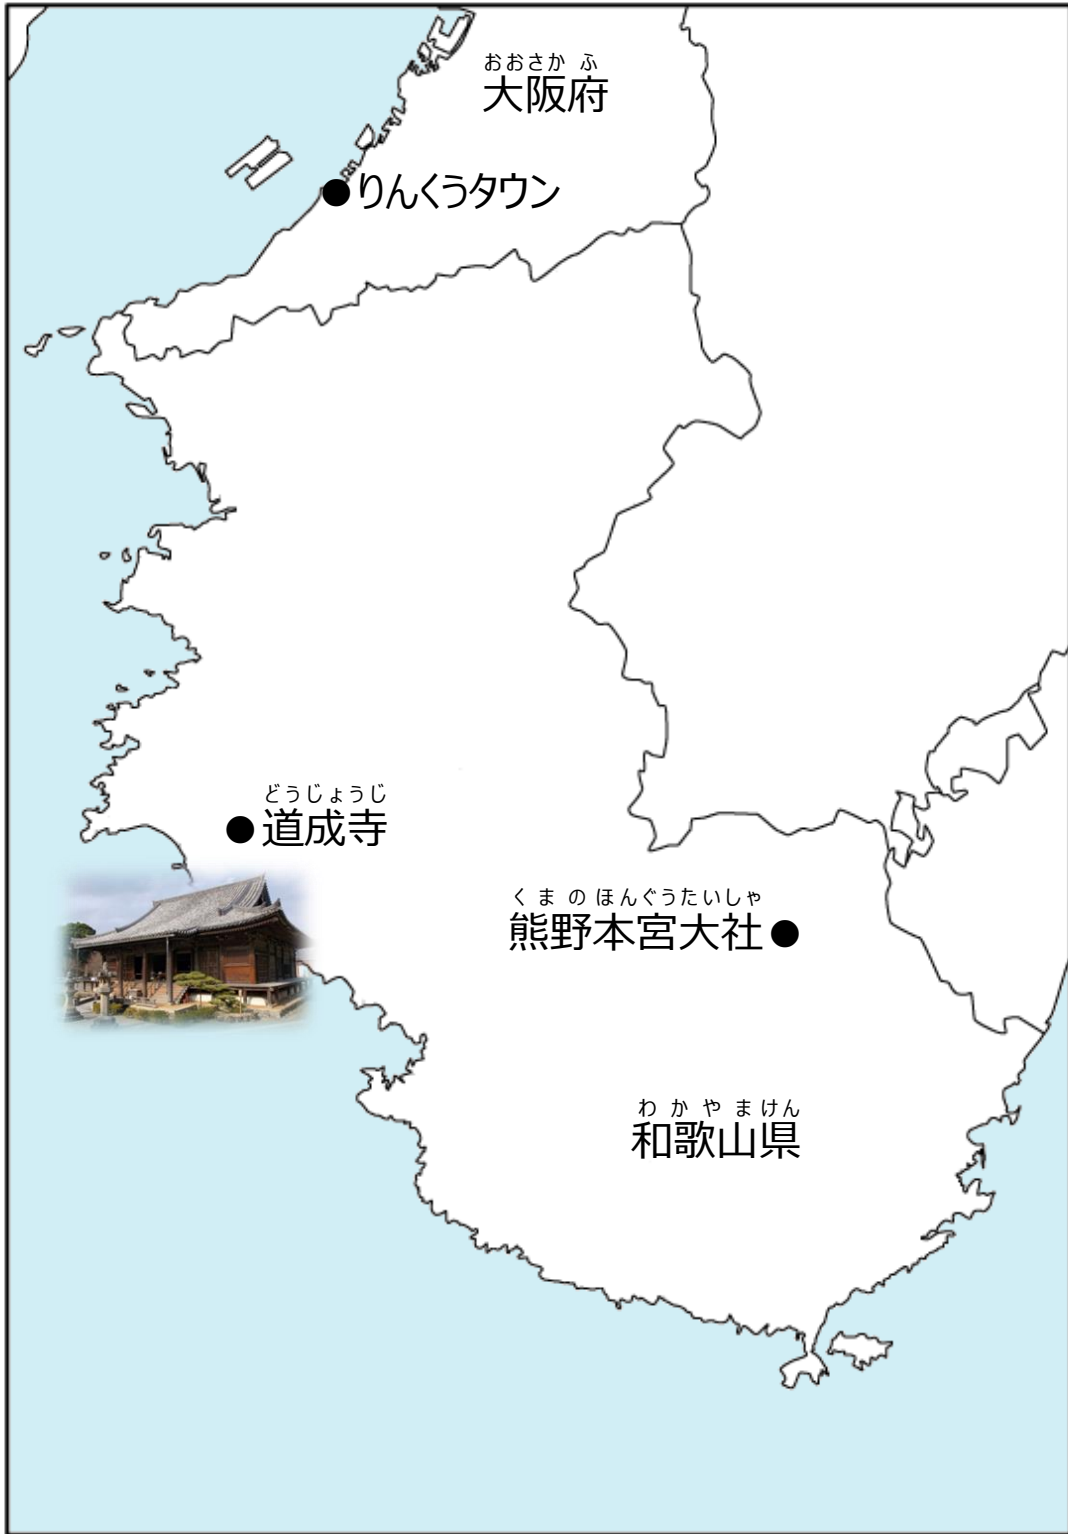 おおさか ふ
大阪府
りんくうタウン
どうじょうじ
道成寺
くまのほんぐうたいしゃ
熊野本宮大社
わかやまけん
和歌山県